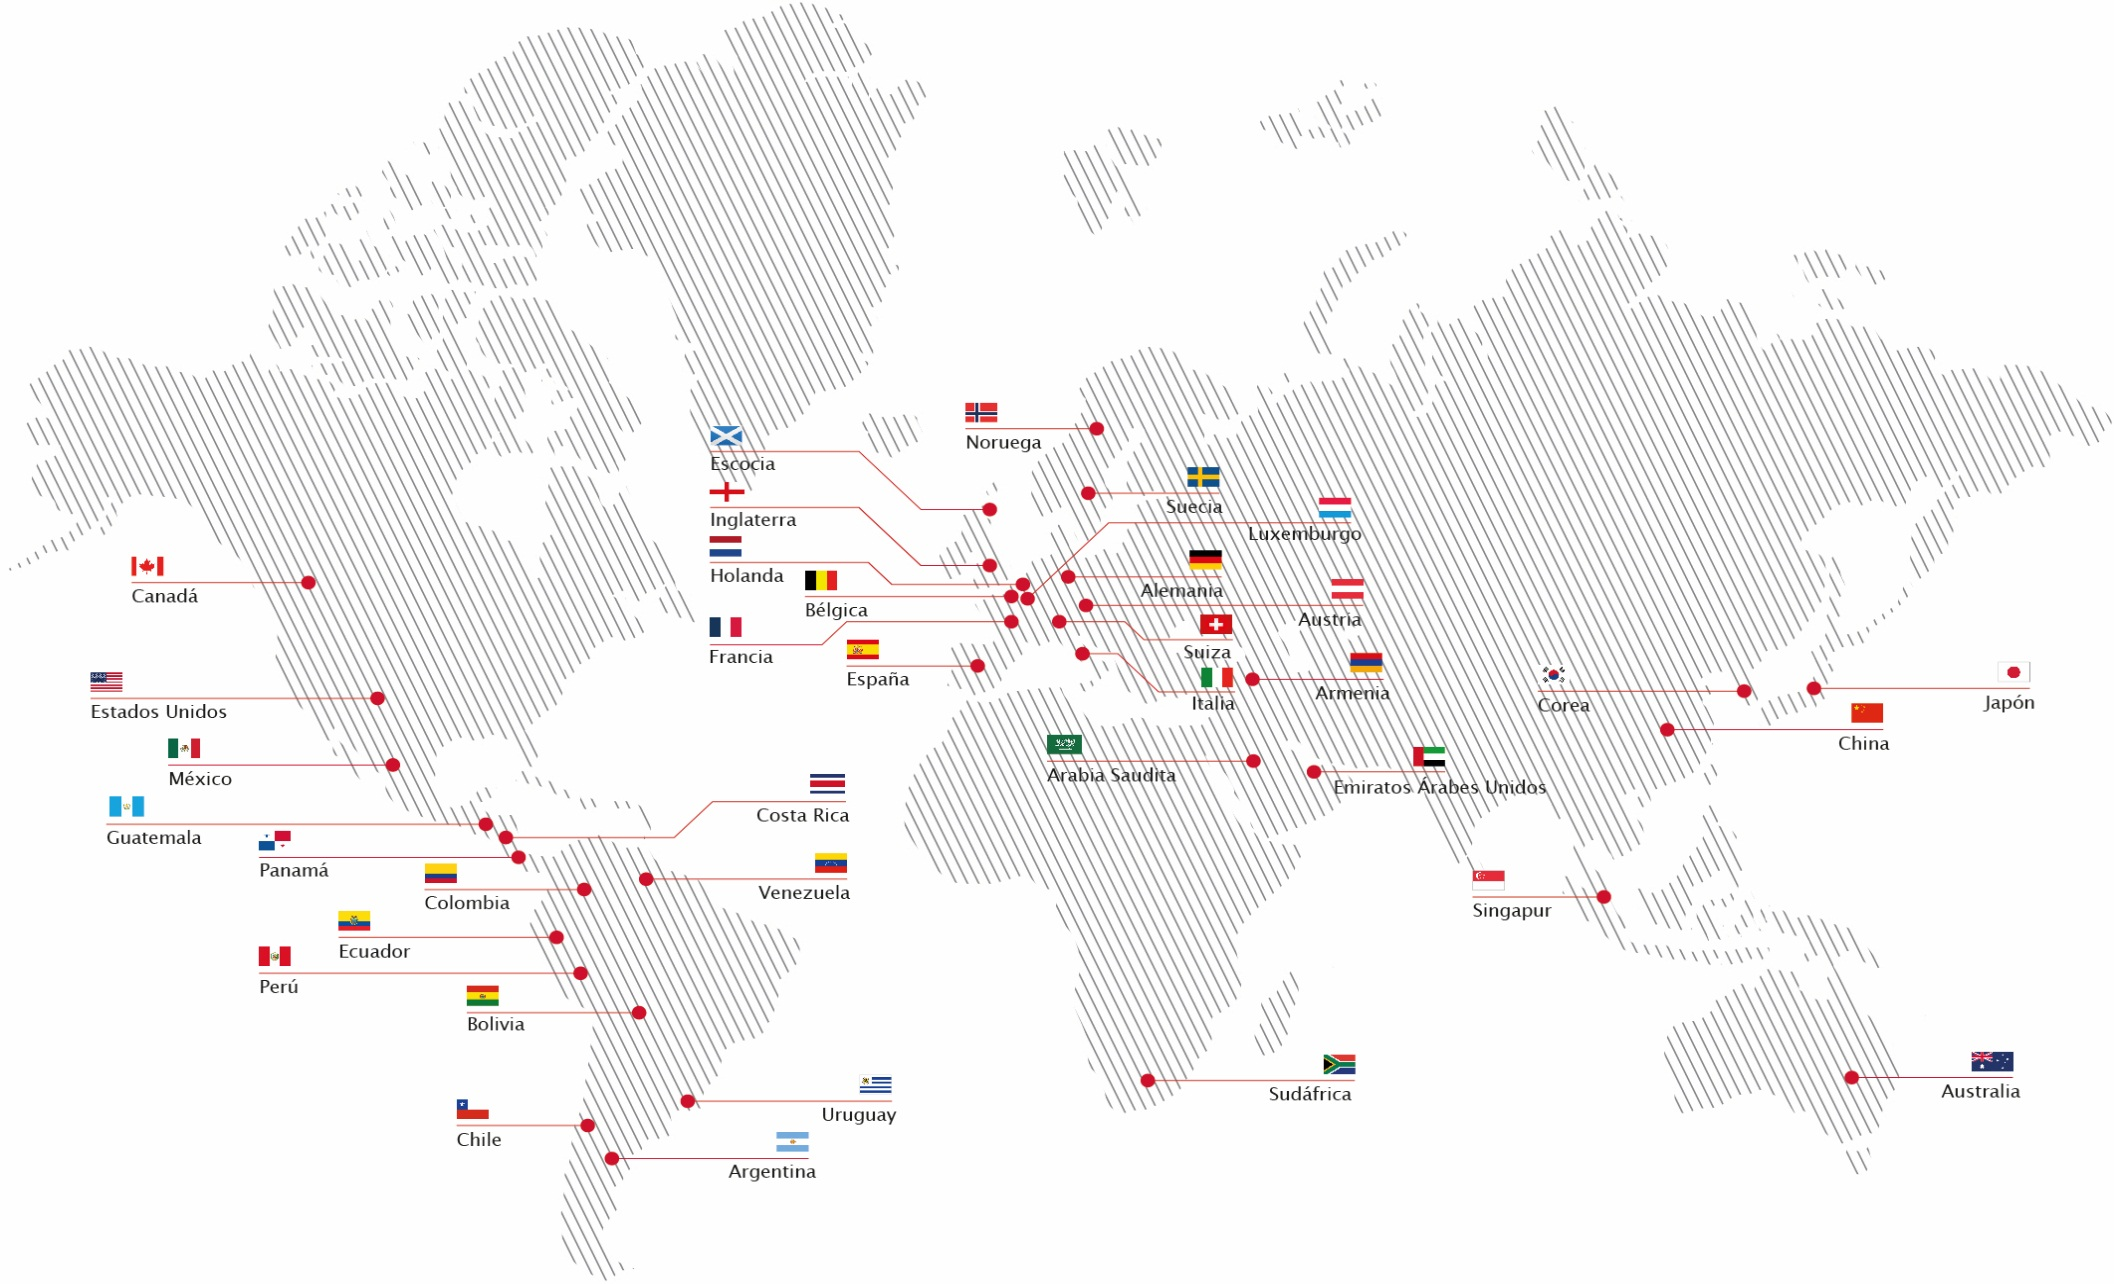 Noruega
Escocia
Suecia
Inglaterra
Luxemburgo
Holanda
Alemania
Canadá
Bélgica
Austria
Francia
Suiza
España
Armenia
Italia
Estados Unidos
Corea
Japón
China
México
Arabia Saudita
Emiratos Árabes Unidos
Costa Rica
Guatemala
Panamá
Venezuela
Colombia
Singapur
Ecuador
Perú
Bolivia
Sudáfrica
Australia
Uruguay
Chile
Argentina